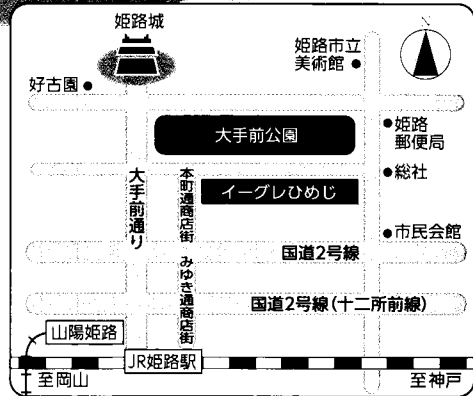 姫路城
N
姫路市立
美術館
好古園
大手前公園
姫路
郵便局
総社
イーグレひめじ
大手前通り
本町通商店街
市民会館
国道2号線
みゆき通商店街
国道2号線(十二所前線)
山陽姫路
JR姫路駅
至岡山
至神戸